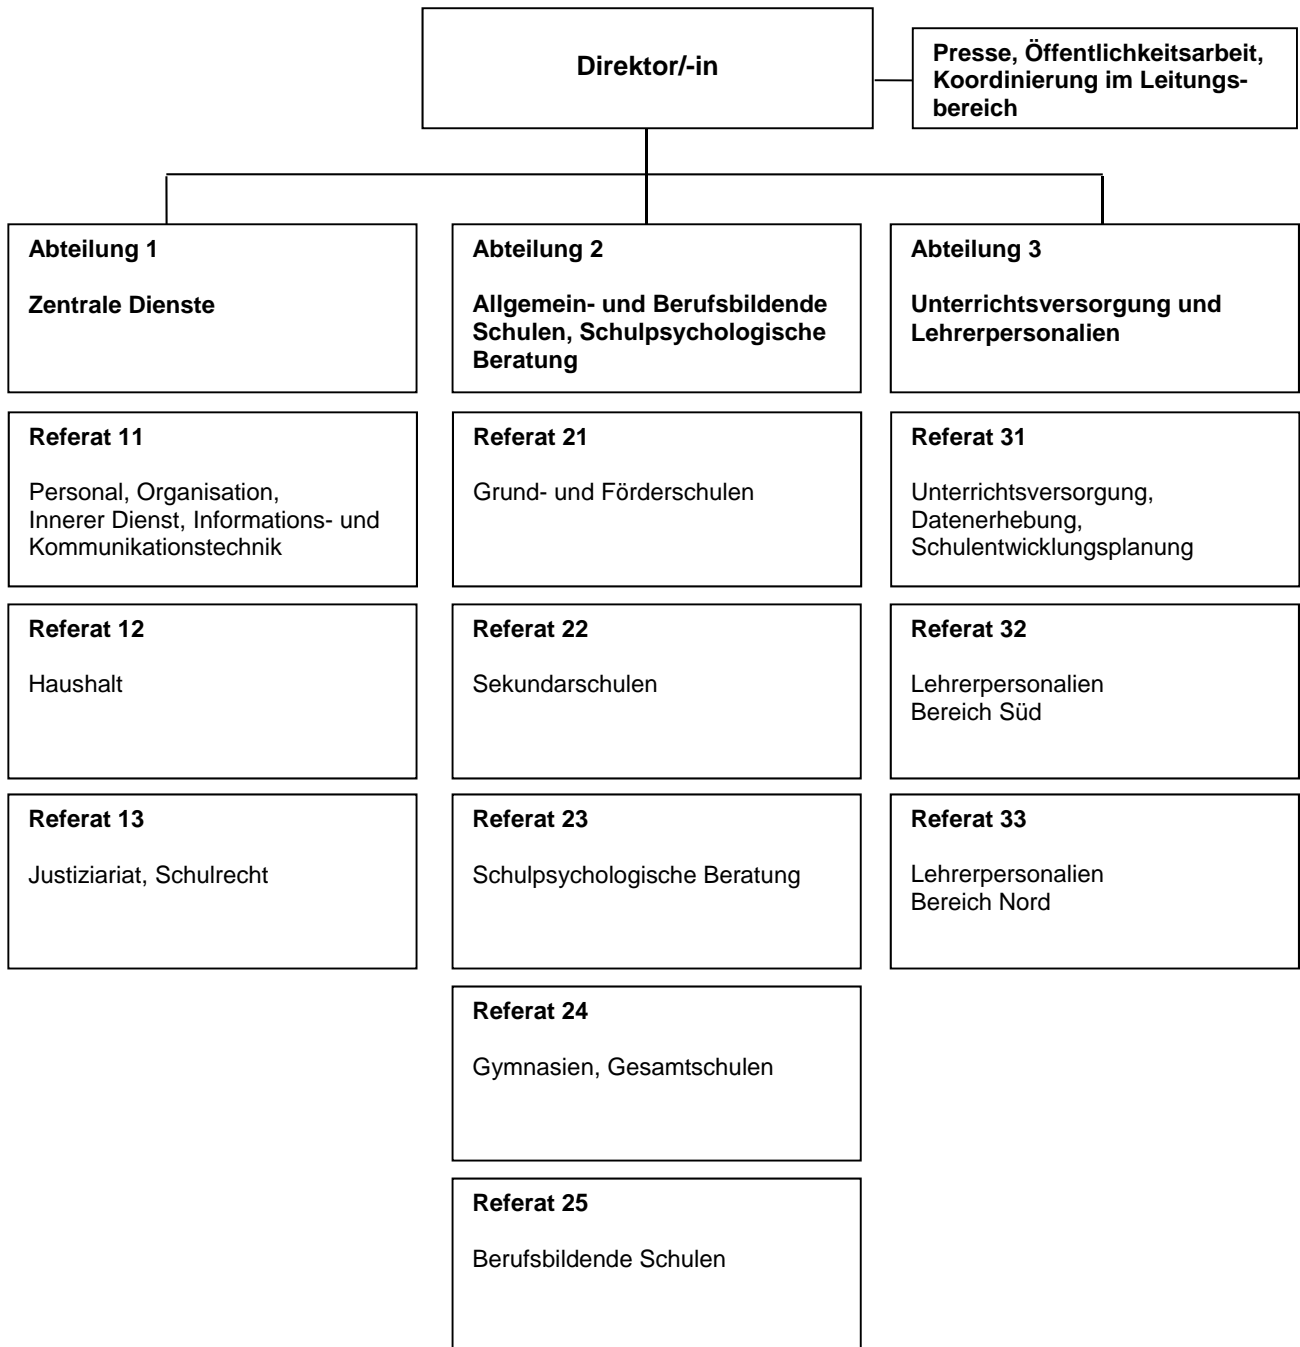 Direktor/-in
Presse, Öffentlichkeitsarbeit,
Koordinierung im Leitungs-
bereich
Abteilung 1
Zentrale Dienste
Abteilung 2
Allgemein- und Berufsbildende
Schulen, Schulpsychologische
Beratung
Abteilung 3
Unterrichtsversorgung und
Lehrerpersonalien
Referat 11
Personal, Organisation,
Innerer Dienst, Informations- und
Kommunikationstechnik
Referat 21
Grund- und Förderschulen
Referat 31
Unterrichtsversorgung,
Datenerhebung,
Schulentwicklungsplanung
Referat 12
Haushalt
Referat 22
Sekundarschulen
Referat 32
Lehrerpersonalien
Bereich Süd
Referat 13
Justiziariat, Schulrecht
Referat 23
Schulpsychologische Beratung
Referat 33
Lehrerpersonalien
Bereich Nord
Referat 24
Gymnasien, Gesamtschulen
Referat 25
Berufsbildende Schulen